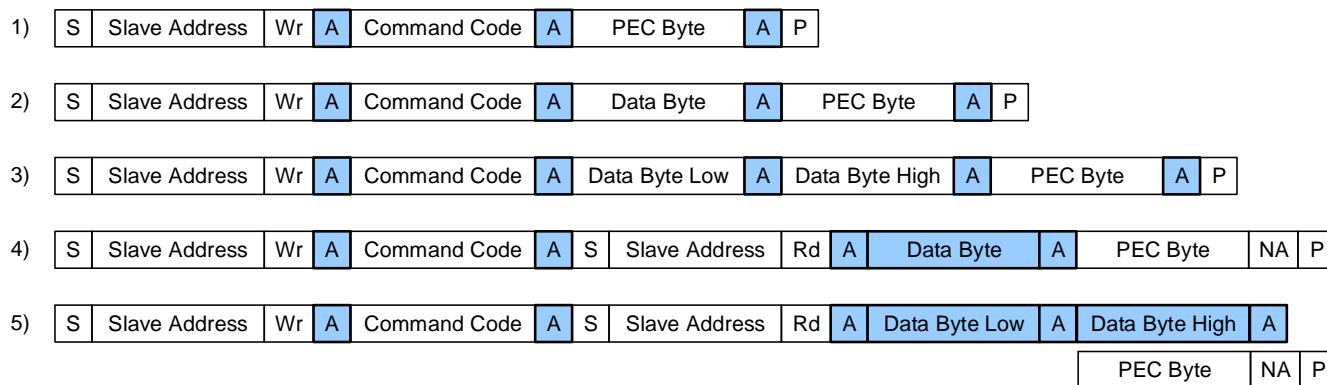 1) S Slave Address Wr A Command Code A PEC Byte A P
2) S Slave Address Wr A Command Code A Data Byte A PEC Byte A P
3) S Slave Address Wr A Command Code A Data Byte Low A Data Byte High A PEC Byte A P
4) S Slave Address Wr A Command Code A S Slave Address Rd A Data Byte A PEC Byte NA P
5) S Slave Address Wr A Command Code A S Slave Address Rd A Data Byte Low A Data Byte High A
PEC Byte NA P